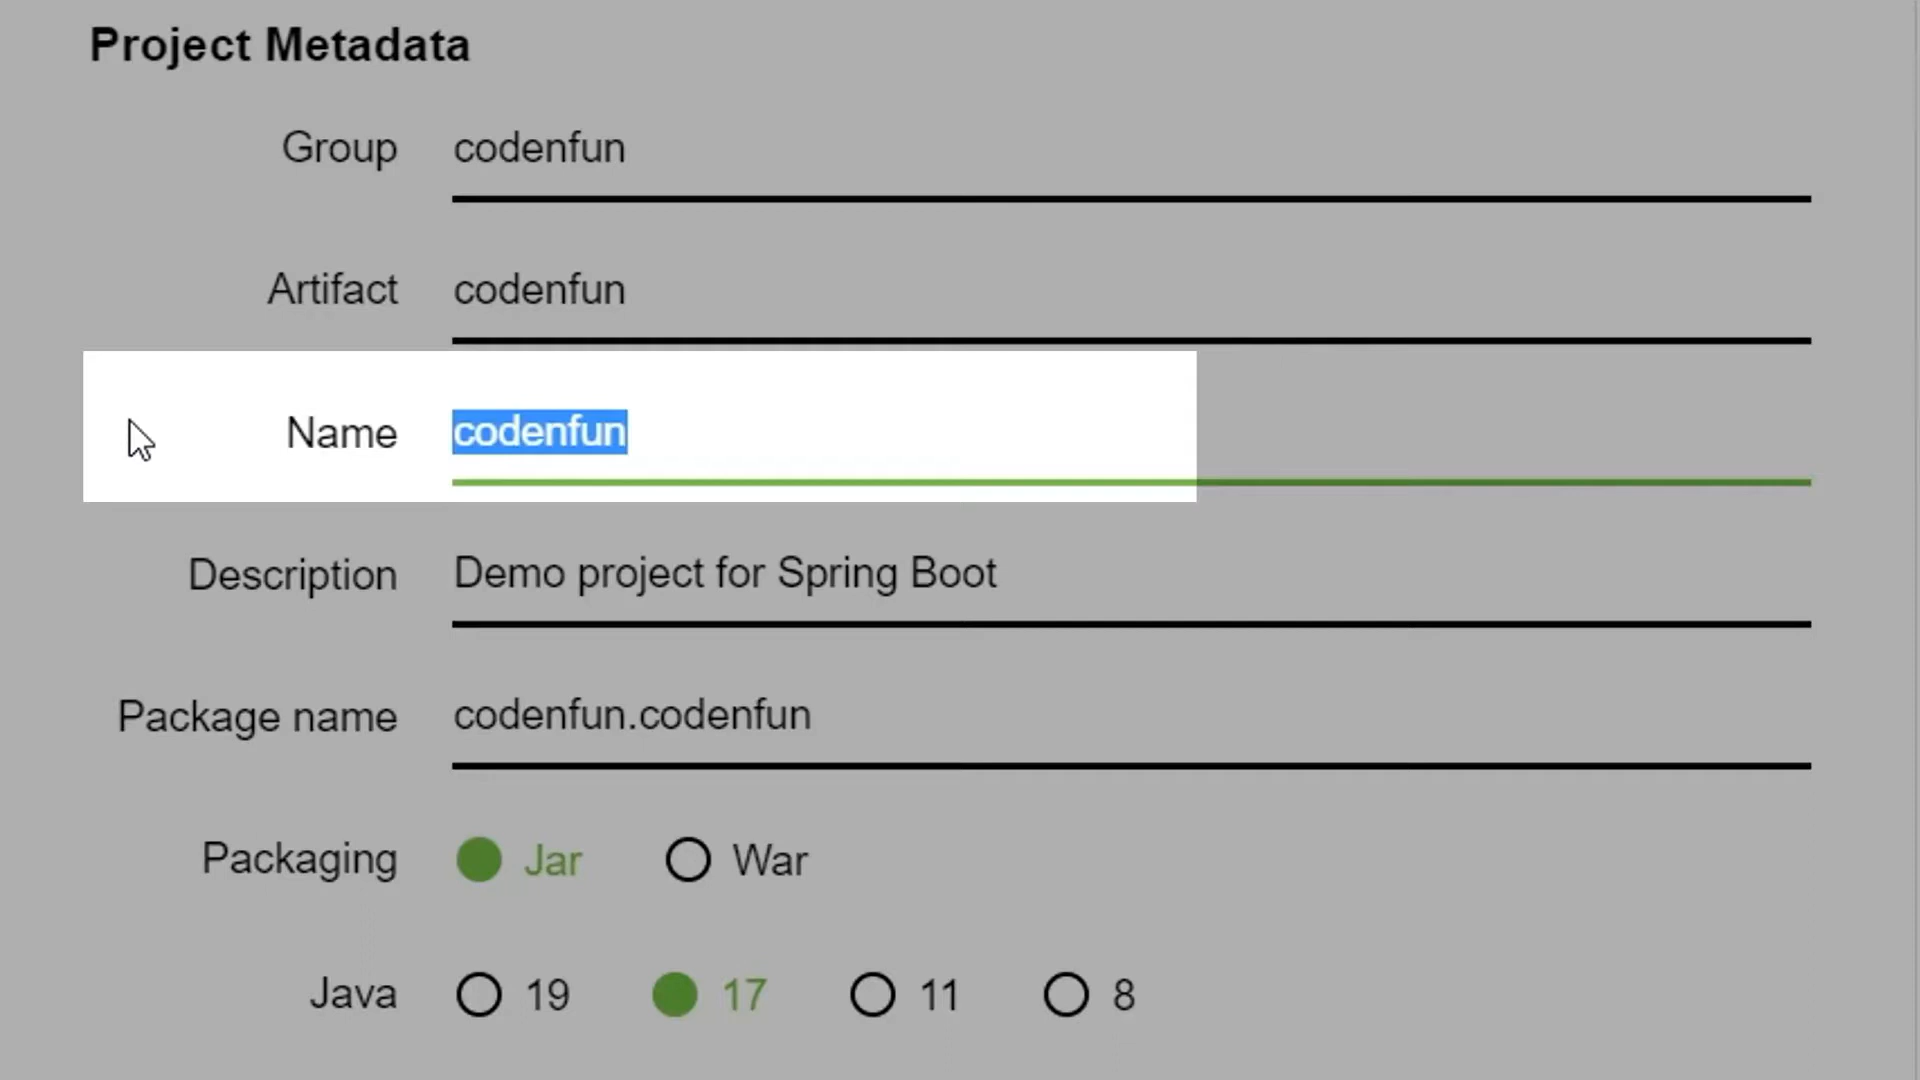 Project Metadata
Group codenfun
Artifact codenfun
Name codenfun
Description Demo project for Spring Boot
Package name codenfun.codenfun
Packaging Jar War
Java 19 17 11 8